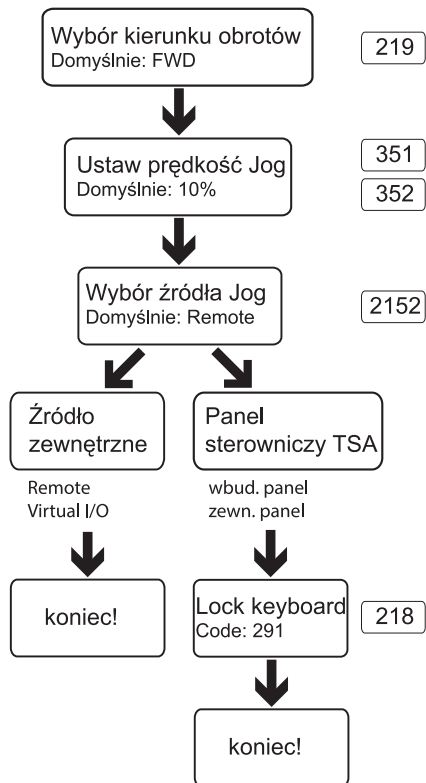 Wybór kierunku obrotów
Domyślnie: FWD
219
Ustaw prędkość Jog
Domyślnie: 10%
351
352
Wybór źródła Jog
Domyślnie: Remote
2152
Źródło
zewnętrzne
Panel
sterowniczy TSA
Remote
Virtual I/O
wbud. panel
zewn. panel
koniec!
Lock keyboard
Code: 291
218
koniec!